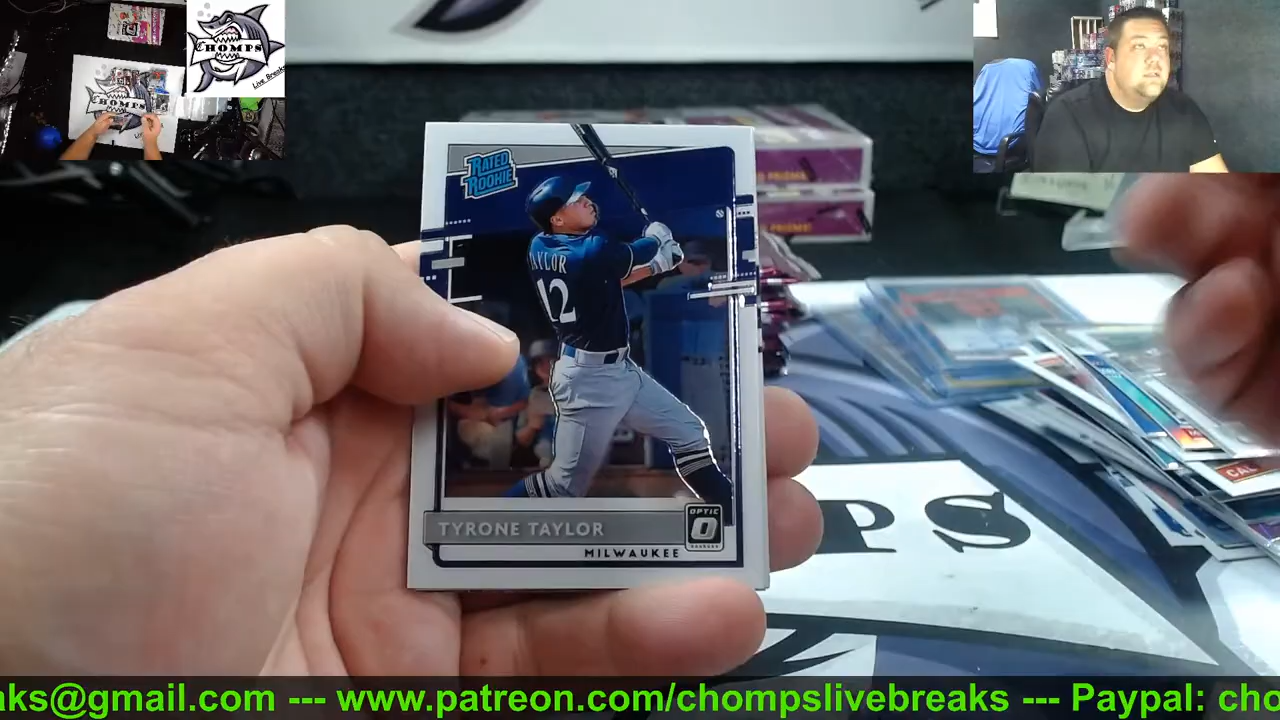 CHOMPS
Live Breaks
RATED
ROOKIE
TAYLOR
12
TYRONE TAYLOR
OPTIC
MILWAUKEE
PS
CAL
aks@gmail.com --- www.patreon.com/chompslivebreaks --- Paypal: cho